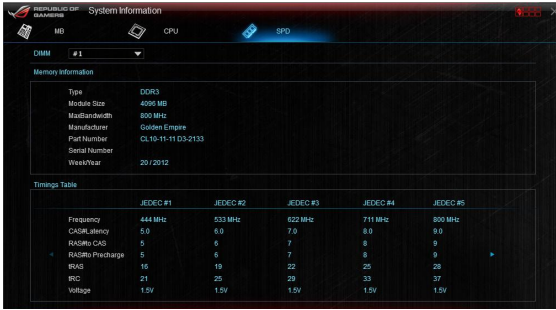 REPUBLIC OF GAMERS System Information
MB CPU SPD
DIMM #1
Memory Information
Type DDR3
Module Size 4096 MB
MaxBandwidth 800 MHz
Manufacturer Golden Empire
Part Number CL10-11-11 D3-2133
Serial Number
Week/Year 20 / 2012
Timings Table
JEDEC #1 JEDEC #2 JEDEC #3 JEDEC #4 JEDEC #5
Frequency 444 MHz 533 MHz 622 MHz 711 MHz 800 MHz
CAS#Latency 5.0 6.0 7.0 8.0 9.0
RAS#to CAS 5 6 7 8 9
RAS#to Precharge 5 6 7 8 9
tRAS 16 19 22 25 28
tRC 21 25 29 33 37
Voltage 1.5V 1.5V 1.5V 1.5V 1.5V